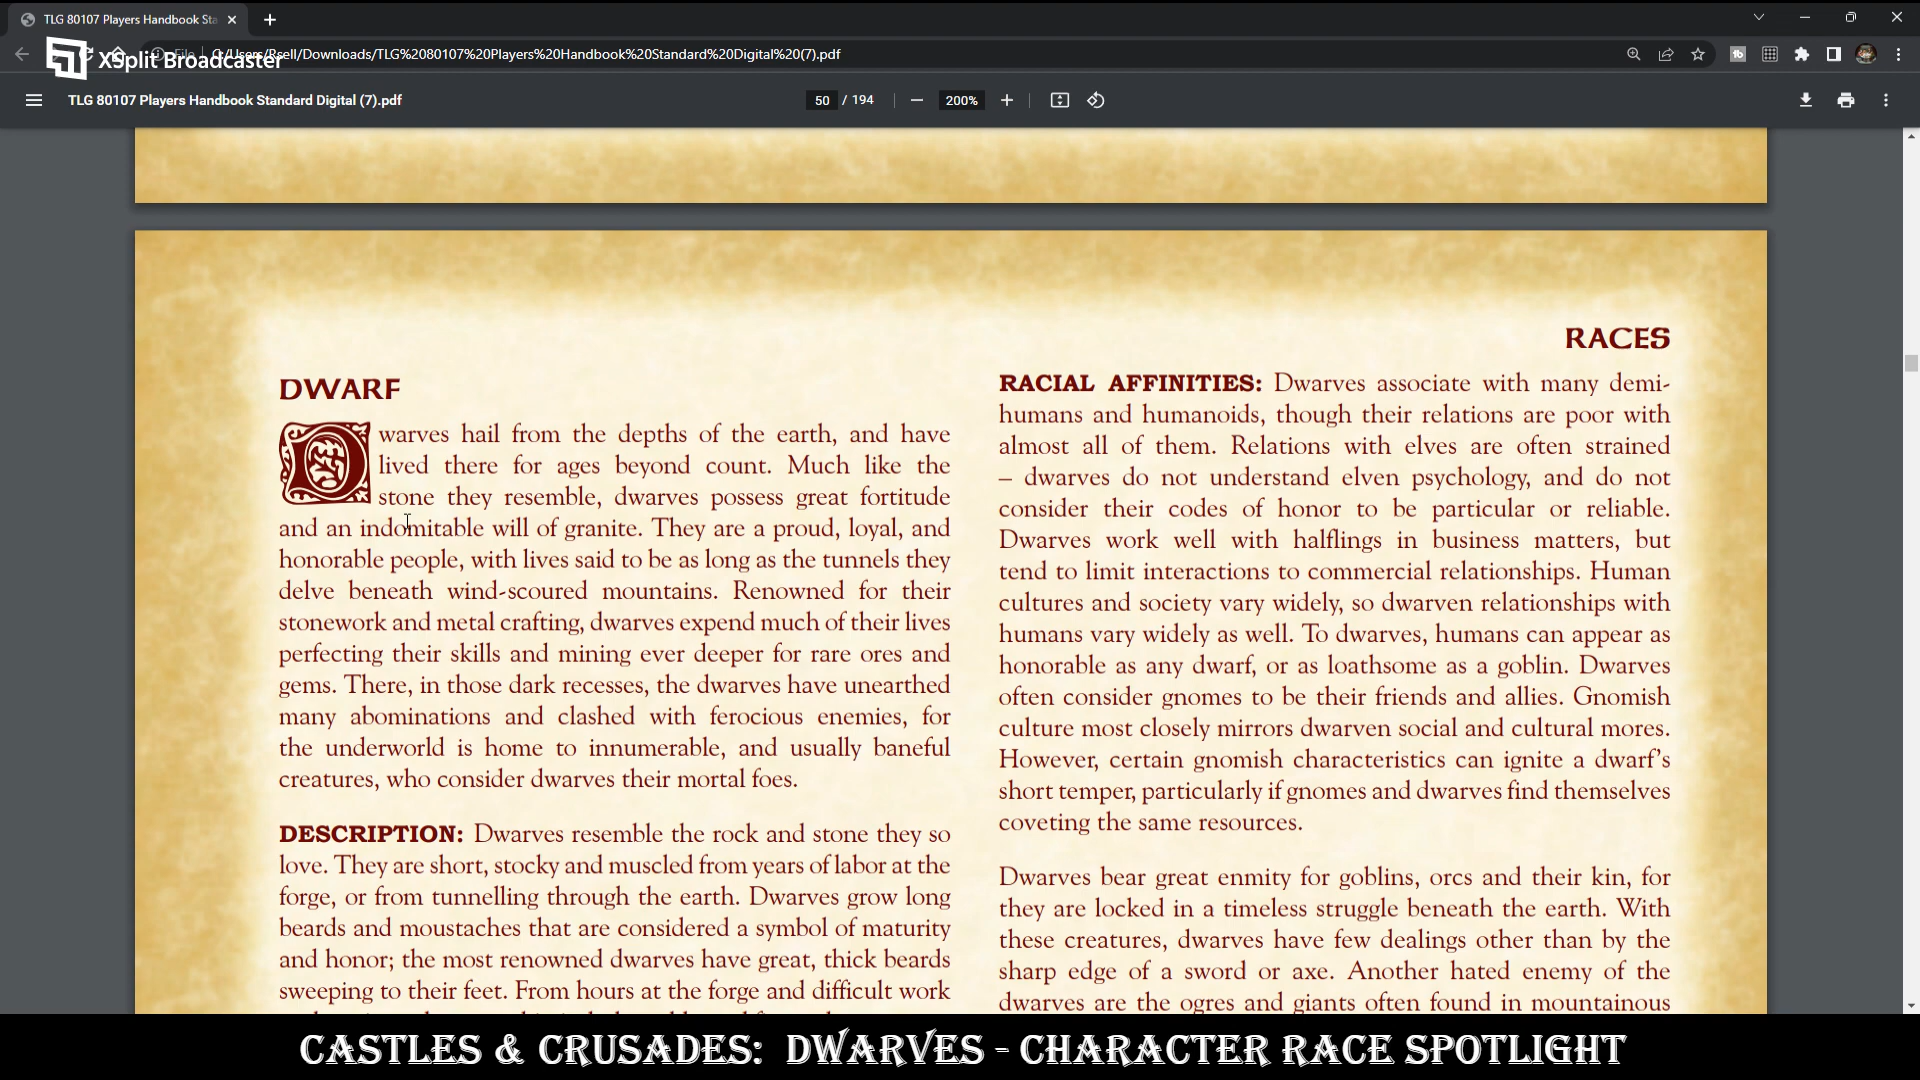 TLG 80107 Players Handbook Sta
XSplit Broadcaster
File
C:/Users/Rsell/Downloads/TLG%2080107%20Players%20Handbook%20Standard%20Digital%20(7).pdf
TLG 80107 Players Handbook Standard Digital (7).pdf
50 / 194
200%
RACES
DWARF
Dwarves hail from the depths of the earth, and have
lived there for ages beyond count. Much like the
stone they resemble, dwarves possess great fortitude
and an indomitable will of granite. They are a proud, loyal, and
honorable people, with lives said to be as long as the tunnels they
delve beneath wind-scoured mountains. Renowned for their
stonework and metal crafting, dwarves expend much of their lives
perfecting their skills and mining ever deeper for rare ores and
gems. There, in those dark recesses, the dwarves have unearthed
many abominations and clashed with ferocious enemies, for
the underworld is home to innumerable, and usually baneful
creatures, who consider dwarves their mortal foes.
DESCRIPTION: Dwarves resemble the rock and stone they so
love. They are short, stocky and muscled from years of labor at the
forge, or from tunnelling through the earth. Dwarves grow long
beards and moustaches that are considered a symbol of maturity
and honor; the most renowned dwarves have great, thick beards
sweeping to their feet. From hours at the forge and difficult work
RACIAL AFFINITIES: Dwarves associate with many demi-
humans and humanoids, though their relations are poor with
almost all of them. Relations with elves are often strained
– dwarves do not understand elven psychology, and do not
consider their codes of honor to be particular or reliable.
Dwarves work well with halflings in business matters, but
tend to limit interactions to commercial relationships. Human
cultures and society vary widely, so dwarven relationships with
humans vary widely as well. To dwarves, humans can appear as
honorable as any dwarf, or as loathsome as a goblin. Dwarves
often consider gnomes to be their friends and allies. Gnomish
culture most closely mirrors dwarven social and cultural mores.
However, certain gnomish characteristics can ignite a dwarf's
short temper, particularly if gnomes and dwarves find themselves
coveting the same resources.
Dwarves bear great enmity for goblins, orcs and their kin, for
they are locked in a timeless struggle beneath the earth. With
these creatures, dwarves have few dealings other than by the
sharp edge of a sword or axe. Another hated enemy of the
dwarves are the ogres and giants often found in mountainous
CASTLES & CRUSADES: DWARVES - CHARACTER RACE SPOTLIGHT